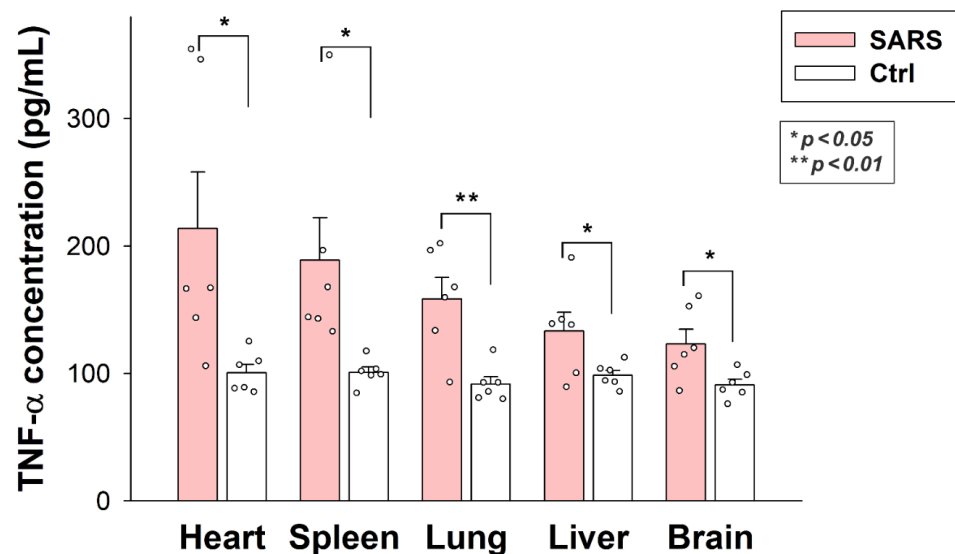 TNF-α concentration (pg/mL)
300
200
100
0
*
*
**
*
*
SARS
Ctrl
* p<0.05
** p<0.01
Heart Spleen Lung Liver Brain